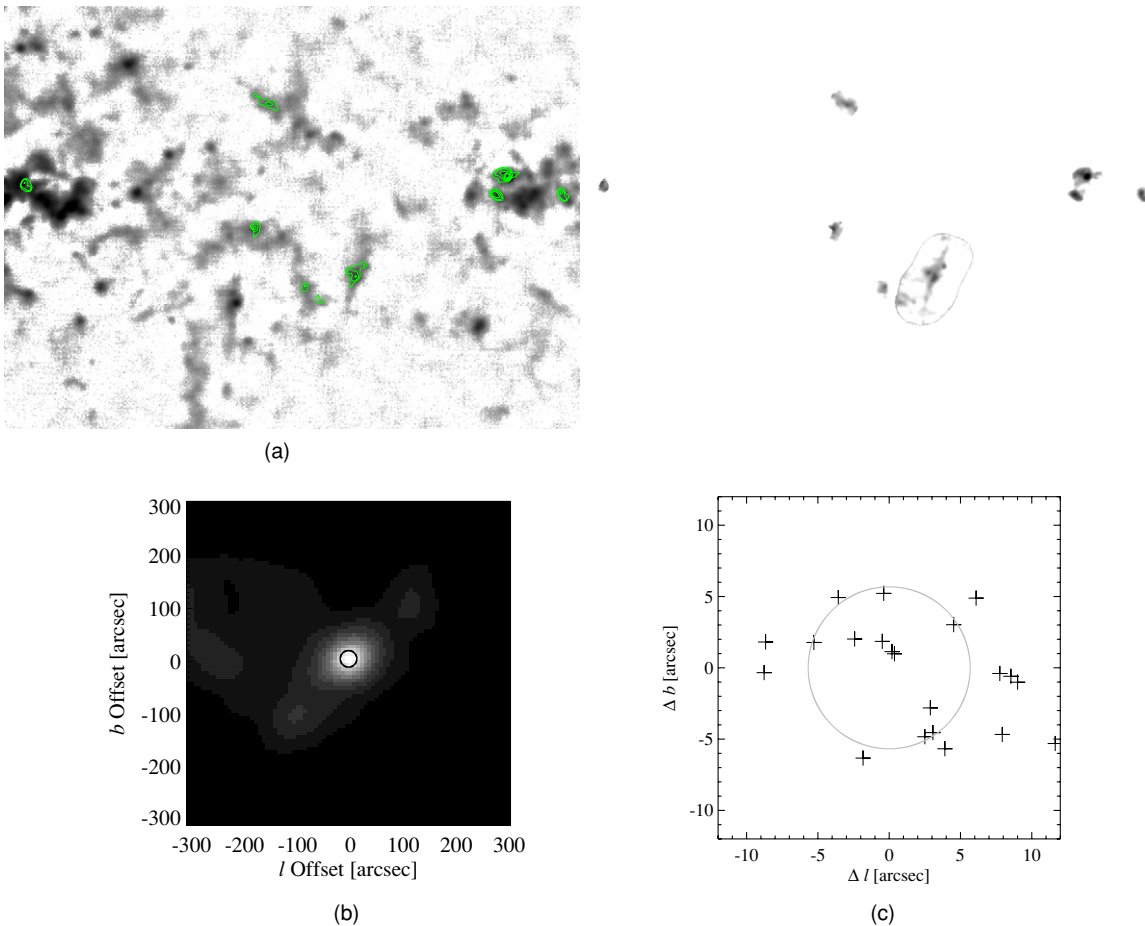 (a)
300
200
100
0
-100
-200
-300
b Offset [arcsec]
-300 -200 -100 0 100 200 300
l Offset [arcsec]
(b)
10
5
0
-5
-10
Δ b [arcsec]
-10 -5 0 5 10
Δ l [arcsec]
(c)